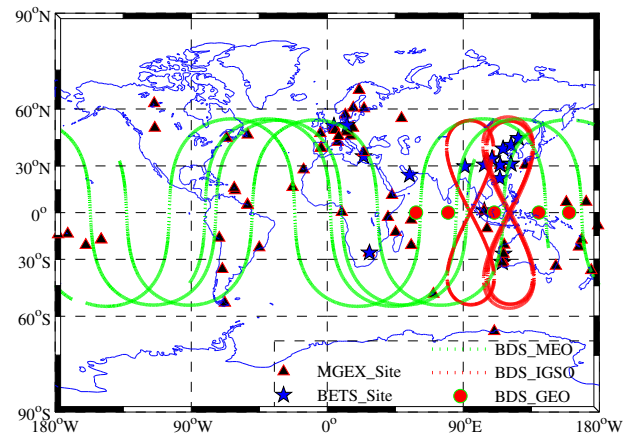 90°N
60°N
30°N
0°
30°S
60°S
90°S
180°W
90°W
0°
90°E
180°W
MGEX_Site
BETS_Site
BDS_MEO
BDS_IGSO
BDS_GEO